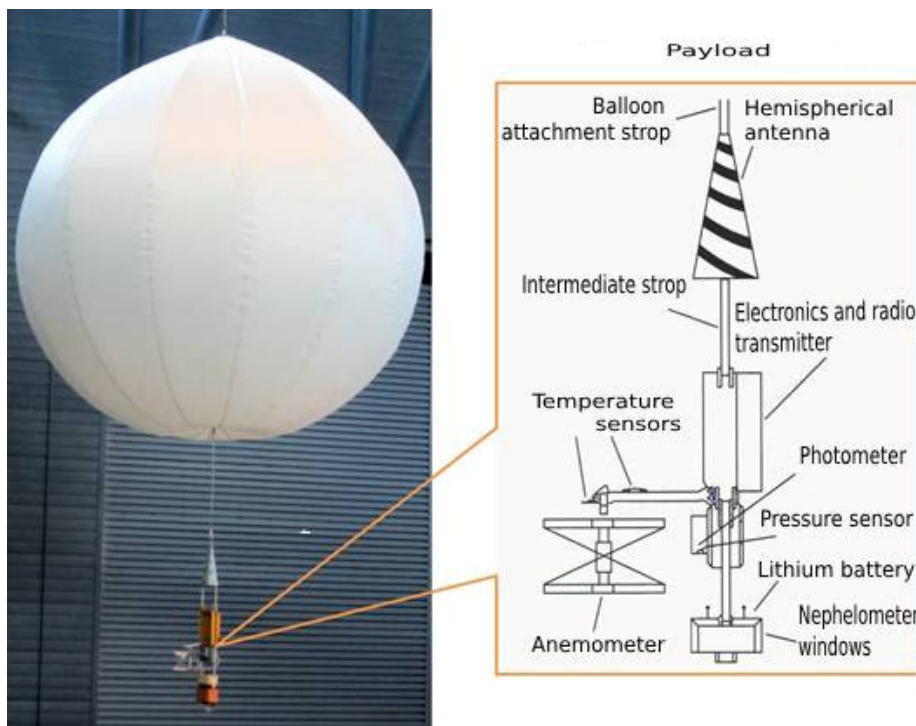 Payload
Balloon
attachment strop
Hemispherical
antenna
Intermediate strop
Electronics and radio
transmitter
Temperature
sensors
Photometer
Pressure sensor
Lithium battery
Anemometer
Nephelometer
windows